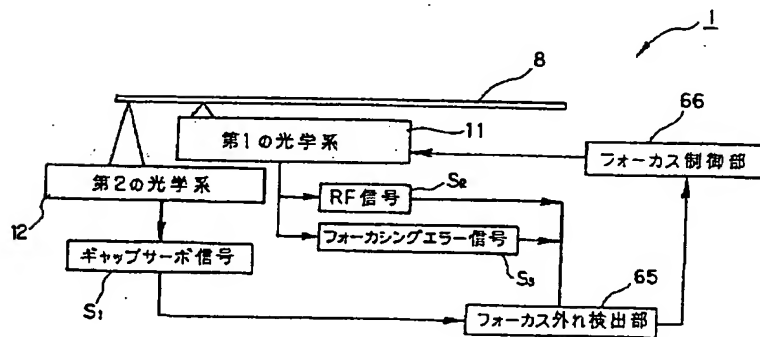 1
8
66
11
第1の光学系
フォーカス制御部
第2の光学系
S2
RF信号
12
フォーカシングエラー信号
ギャップサーボ信号
S3
65
S1
フォーカス外れ検出部